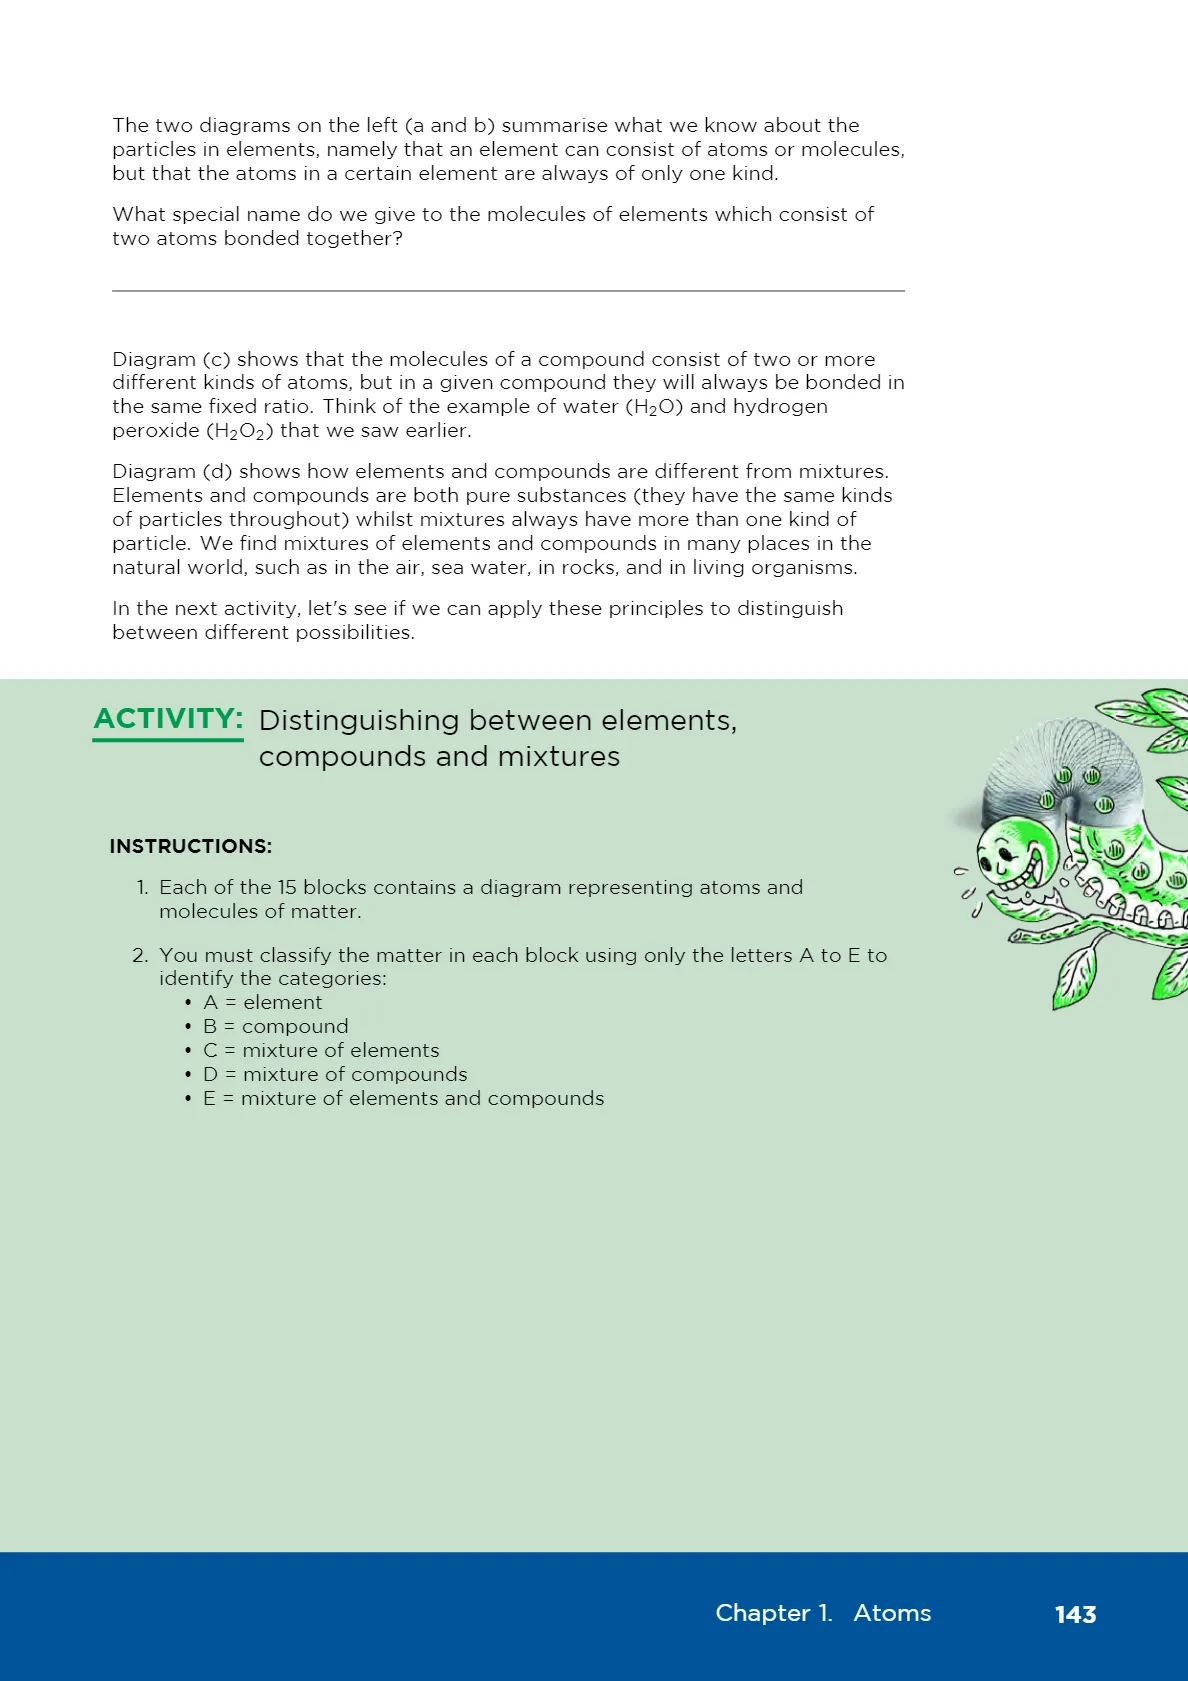 The two diagrams on the left (a and b) summarise what we know about the
particles in elements, namely that an element can consist of atoms or molecules,
but that the atoms in a certain element are always of only one kind.
What special name do we give to the molecules of elements which consist of
two atoms bonded together?
Diagram (c) shows that the molecules of a compound consist of two or more
different kinds of atoms, but in a given compound they will always be bonded in
the same fixed ratio. Think of the example of water (H₂O) and hydrogen
peroxide (H₂O₂) that we saw earlier.
Diagram (d) shows how elements and compounds are different from mixtures.
Elements and compounds are both pure substances (they have the same kinds
of particles throughout) whilst mixtures always have more than one kind of
particle. We find mixtures of elements and compounds in many places in the
natural world, such as in the air, sea water, in rocks, and in living organisms.
In the next activity, let's see if we can apply these principles to distinguish
between different possibilities.
ACTIVITY: Distinguishing between elements,
compounds and mixtures
INSTRUCTIONS:
1. Each of the 15 blocks contains a diagram representing atoms and
molecules of matter.
2. You must classify the matter in each block using only the letters A to E to
identify the categories:
• A = element
• B = compound
• C = mixture of elements
• D = mixture of compounds
• E = mixture of elements and compounds
Chapter 1. Atoms 143